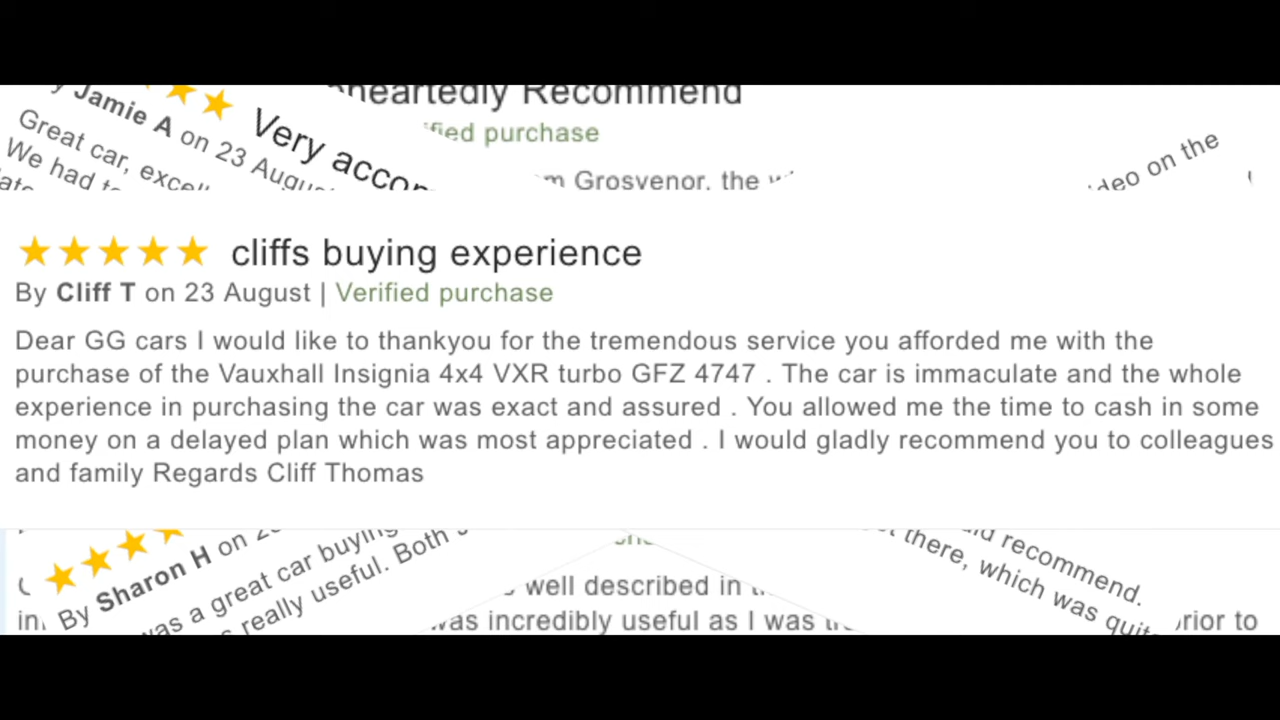 heartedly Recommend
By Jamie A on 23 August
Very
Great car,
We had
purchase
Grosvenor, the
on the
cliffs buying experience
By Cliff T on 23 August | Verified purchase
Dear GG cars I would like to thankyou for the tremendous service you afforded me with the
purchase of the Vauxhall Insignia 4x4 VXR turbo GFZ 4747 . The car is immaculate and the whole
experience in purchasing the car was exact and assured . You allowed me the time to cash in some
money on a delayed plan which was most appreciated . I would gladly recommend you to colleagues
and family Regards Cliff Thomas
By Sharon H on
was a great car buying
really useful. Both
well described in
was incredibly useful as I was
recommend.
there, which was
to